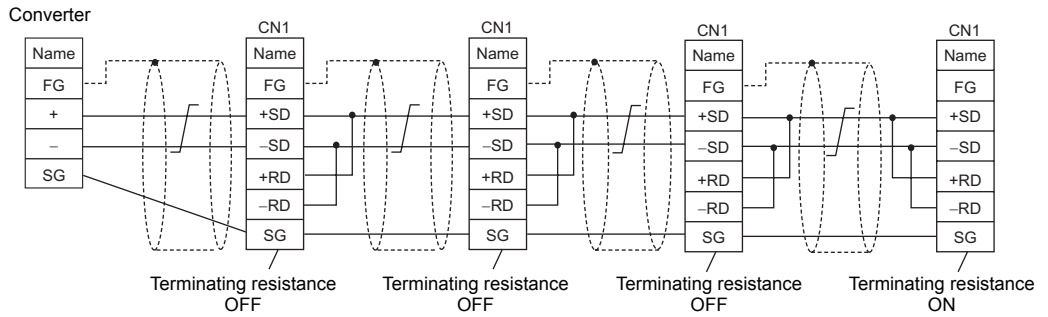 Converter
Name
FG
+
–
SG
CN1
Name
FG
+SD
–SD
+RD
–RD
SG
Terminating resistance
OFF
CN1
Name
FG
+SD
–SD
+RD
–RD
SG
Terminating resistance
OFF
CN1
Name
FG
+SD
–SD
+RD
–RD
SG
Terminating resistance
OFF
CN1
Name
FG
+SD
–SD
+RD
–RD
SG
Terminating resistance
ON